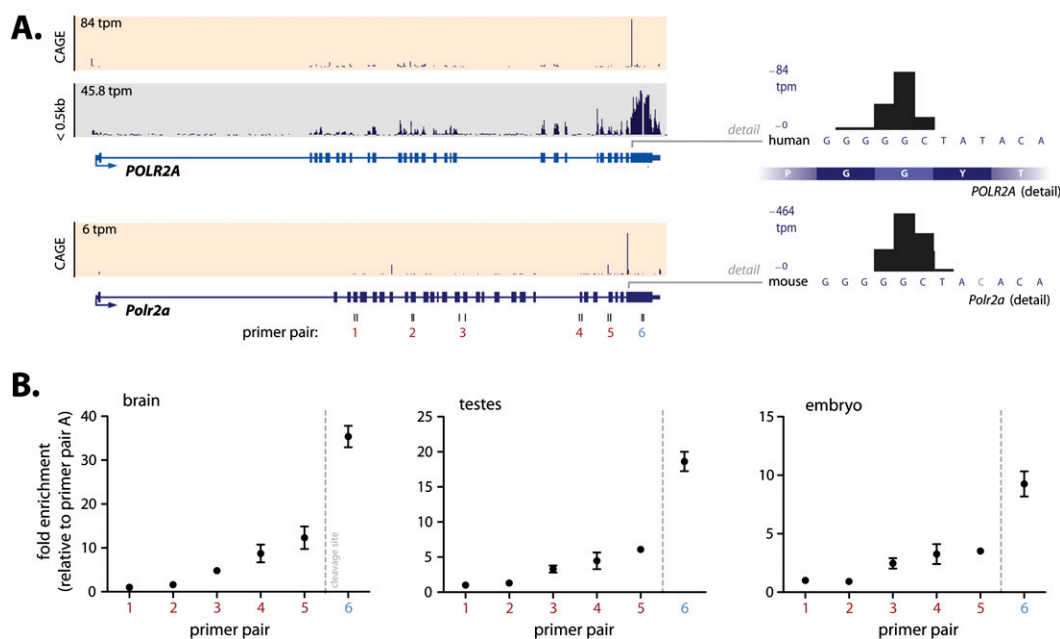 A.
84 tpm
CAGE
45.8 tpm
< 0.5kb
POLR2A
6 tpm
CAGE
Polr2a
primer pair: 1 2 3 4 5 6
detail
–84
tpm
–0
human G G G G G C T A T A C A
P G G Y T
POLR2A (detail)
–464
tpm
–0
detail
mouse G G G G G C T A C A C A
Polr2a (detail)
B.
brain
fold enrichment
(relative to primer pair A)
40
30
20
10
0
cleavage site
1 2 3 4 5 6
primer pair
testes
25
20
15
10
5
0
1 2 3 4 5 6
primer pair
embryo
15
10
5
0
1 2 3 4 5 6
primer pair